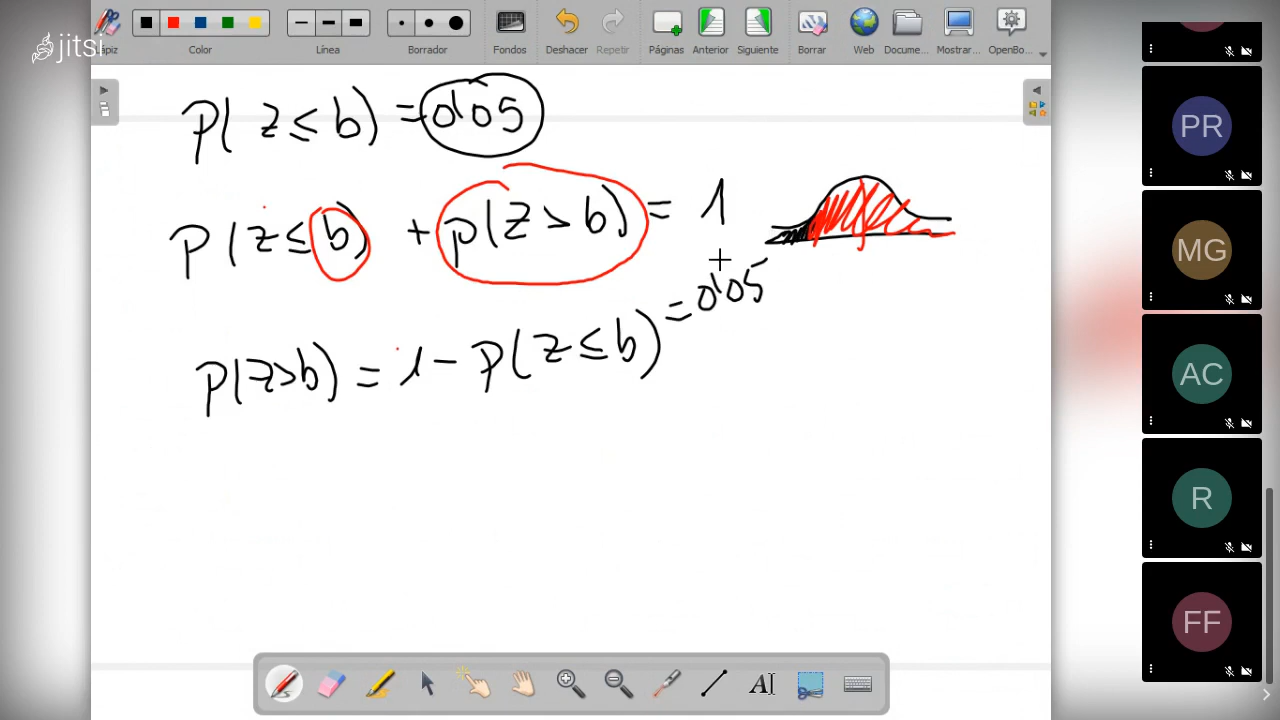 jitsi
Lápiz Color Línea Borrador Fondos Deshacer Repetir Páginas Anterior Siguiente Borrar Web Docume... Mostrar... OpenBo...
P( z ≤ b) = 0'05
P (z ≤ b) + p(z > b) = 1
= 0'05
p(z>b) = 1 - p(z ≤ b)
PR
MG
AC
R
FF